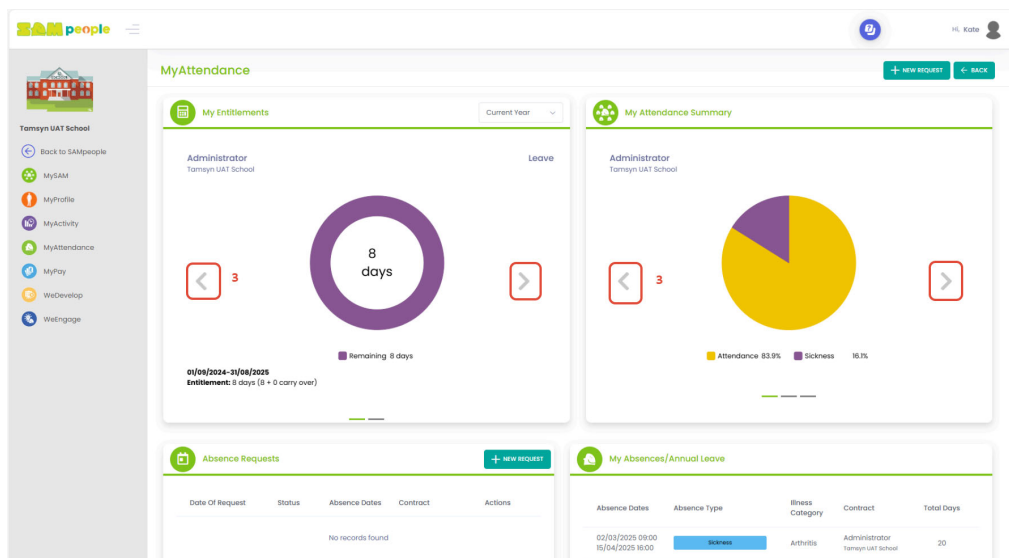 SAMpeople
Hi, Kate
Tamsyn UAT School
Back to SAMpeople
MySAM
MyProfile
MyActivity
MyAttendance
MyPay
WeDevelop
WeEngage
MyAttendance
+ NEW REQUEST
← BACK
My Entitlements
Current Year
Administrator
Leave
Tamsyn UAT School
8
days
3
Remaining 8 days
01/09/2024-31/08/2025
Entitlement: 8 days (8 + 0 carry over)
My Attendance Summary
Administrator
Tamsyn UAT School
3
Attendance 83.9% Sickness 16.1%
Absence Requests
+ NEW REQUEST
Date Of Request Status Absence Dates Contract Actions
No records found
My Absences/Annual Leave
Absence Dates Absence Type Illness Category Contract Total Days
02/03/2025 09:00
15/04/2025 16:00
Sickness
Arthritis
Administrator
Tamsyn UAT School
20